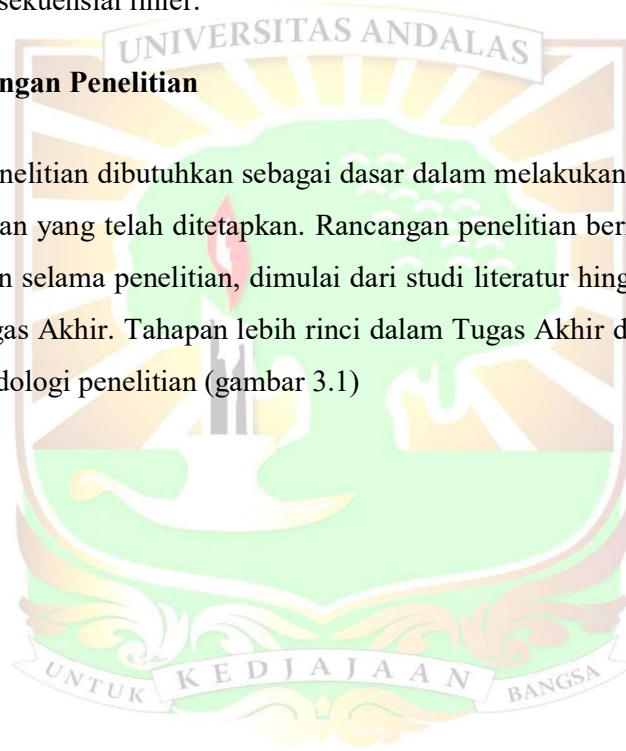 sekuensial linier.
UNIVERSITAS ANDALAS
ngan Penelitian
nelitian dibutuhkan sebagai dasar dalam melakukan
an yang telah ditetapkan. Rancangan penelitian beri
n selama penelitian, dimulai dari studi literatur hing
gas Akhir. Tahapan lebih rinci dalam Tugas Akhir d
dologi penelitian (gambar 3.1)
UNTUK KEDJAJAAN BANGSA